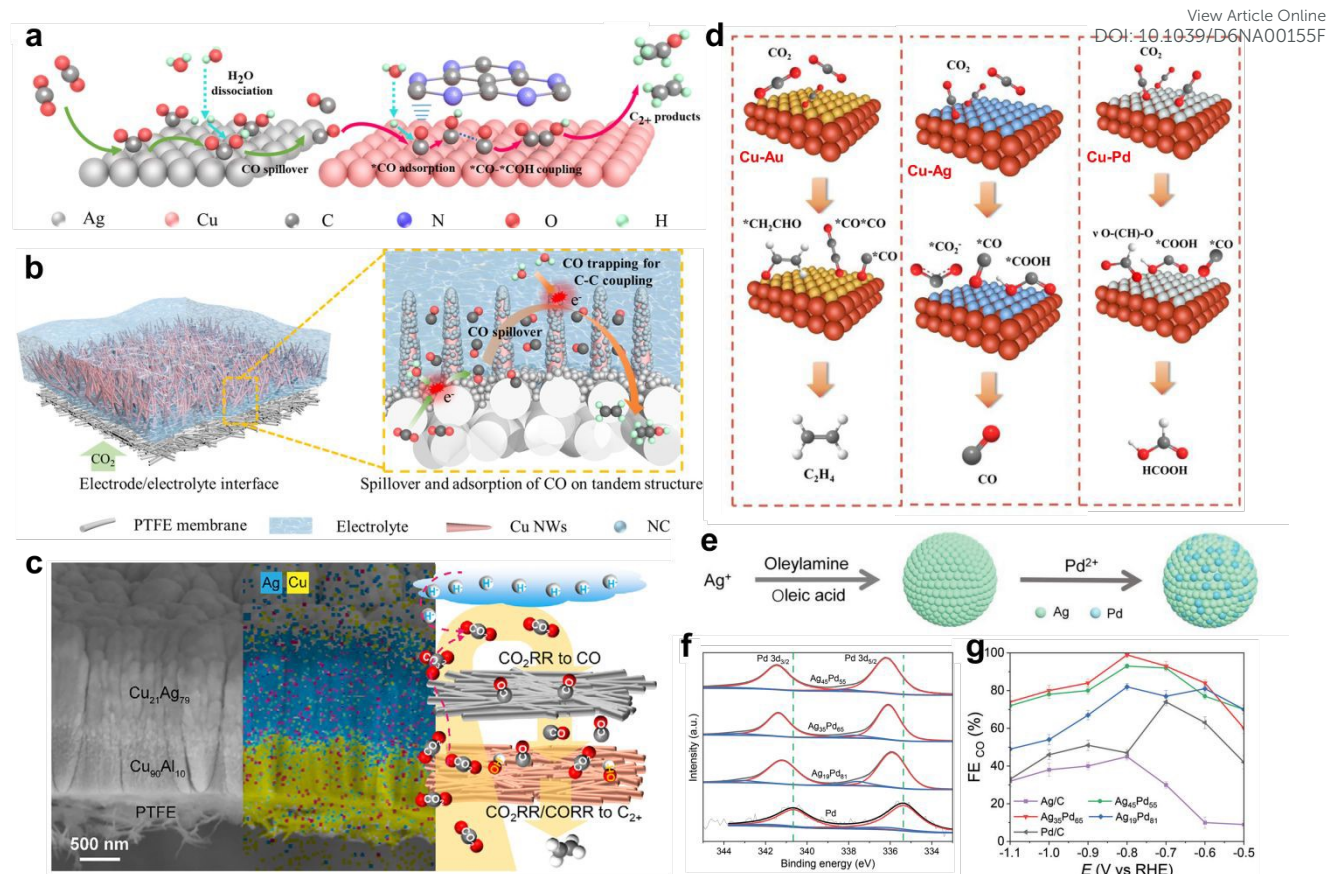 View Article Online
DOI: 10.1039/D6NA00155F
a
H2O
dissociation
CO spillover
*CO adsorption
*CO-*COH coupling
C2+ products
Ag
Cu
C
N
O
H
b
CO2
Electrode/electrolyte interface
CO trapping for
C-C coupling
e-
CO spillover
e-
Spillover and adsorption of CO on tandem structure
PTFE membrane
Electrolyte
Cu NWs
NC
c
Ag Cu
Cu21Ag79
Cu90Al10
PTFE
500 nm
CO2RR to CO
CO2RR/CORR to C2+
d
CO2
CO2
CO2
Cu-Au
Cu-Ag
Cu-Pd
*CH2CHO
*CO*CO
*CO
*CO2-
*CO
*COOH
ν O-(CH)-O
*COOH
*CO
C2H4
CO
HCOOH
e
Ag+
Oleylamine
Oleic acid
Pd2+
Ag
Pd
f
Pd 3d3/2
Pd 3d5/2
Ag45Pd55
Ag35Pd65
Ag19Pd81
Pd
Intensity (a.u.)
344 342 340 338 336 334
Binding energy (eV)
g
FECO (%)
100
80
60
40
20
0
Ag/C
Ag45Pd55
Ag35Pd65
Ag19Pd81
Pd/C
-1.1 -1.0 -0.9 -0.8 -0.7 -0.6 -0.5
E (V vs RHE)